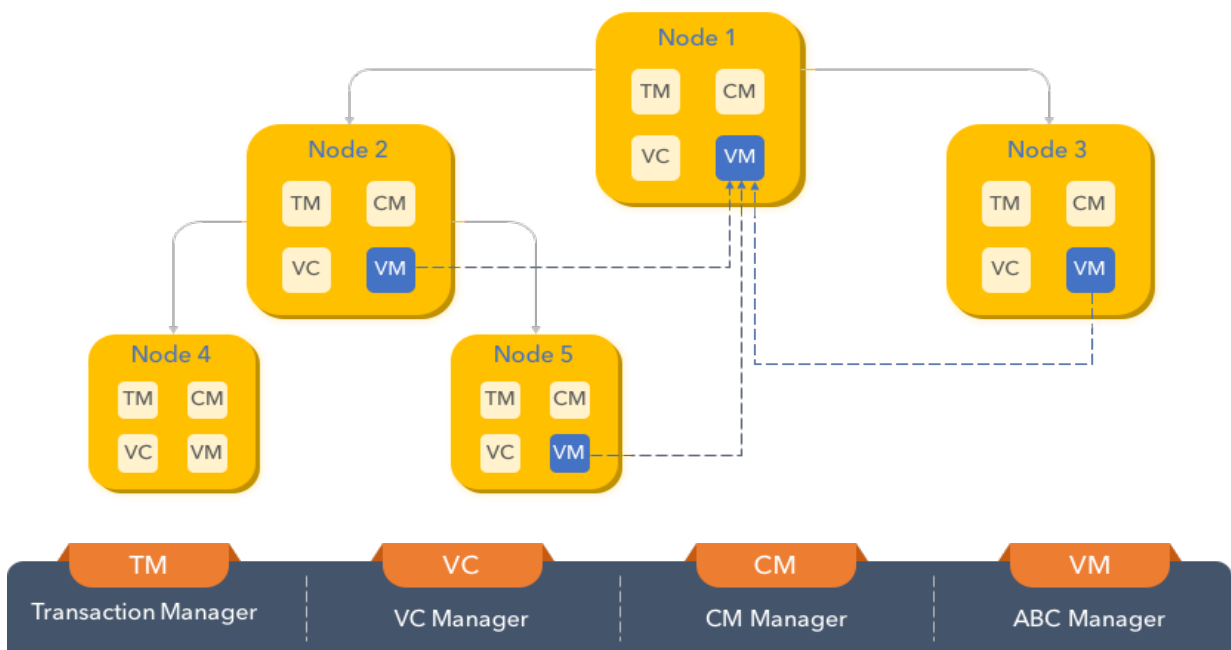 Node 1
TM CM
VC VM
Node 2
TM CM
VC VM
Node 3
TM CM
VC VM
Node 4
TM CM
VC VM
Node 5
TM CM
VC VM
TM
Transaction Manager
VC
VC Manager
CM
CM Manager
VM
ABC Manager